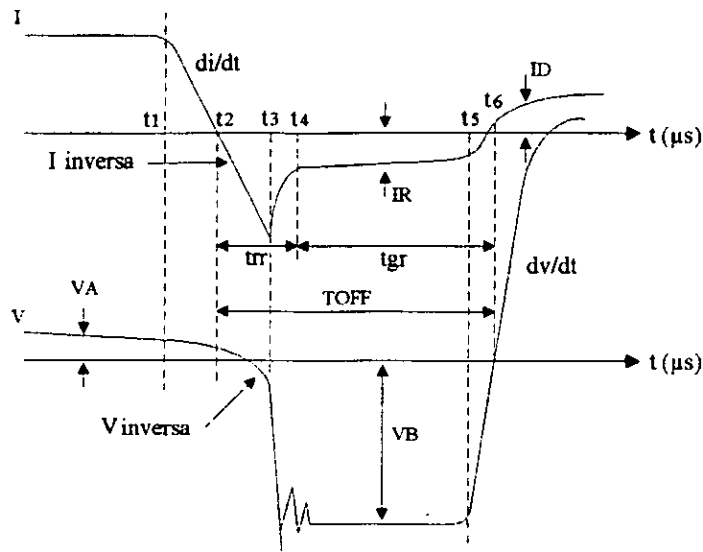 I
di/dt
ID
t1
t2
t3
t4
t5
t6
t (µs)
I inversa
IR
trr
tgr
dv/dt
VA
TOFF
V
t (µs)
V inversa
VB